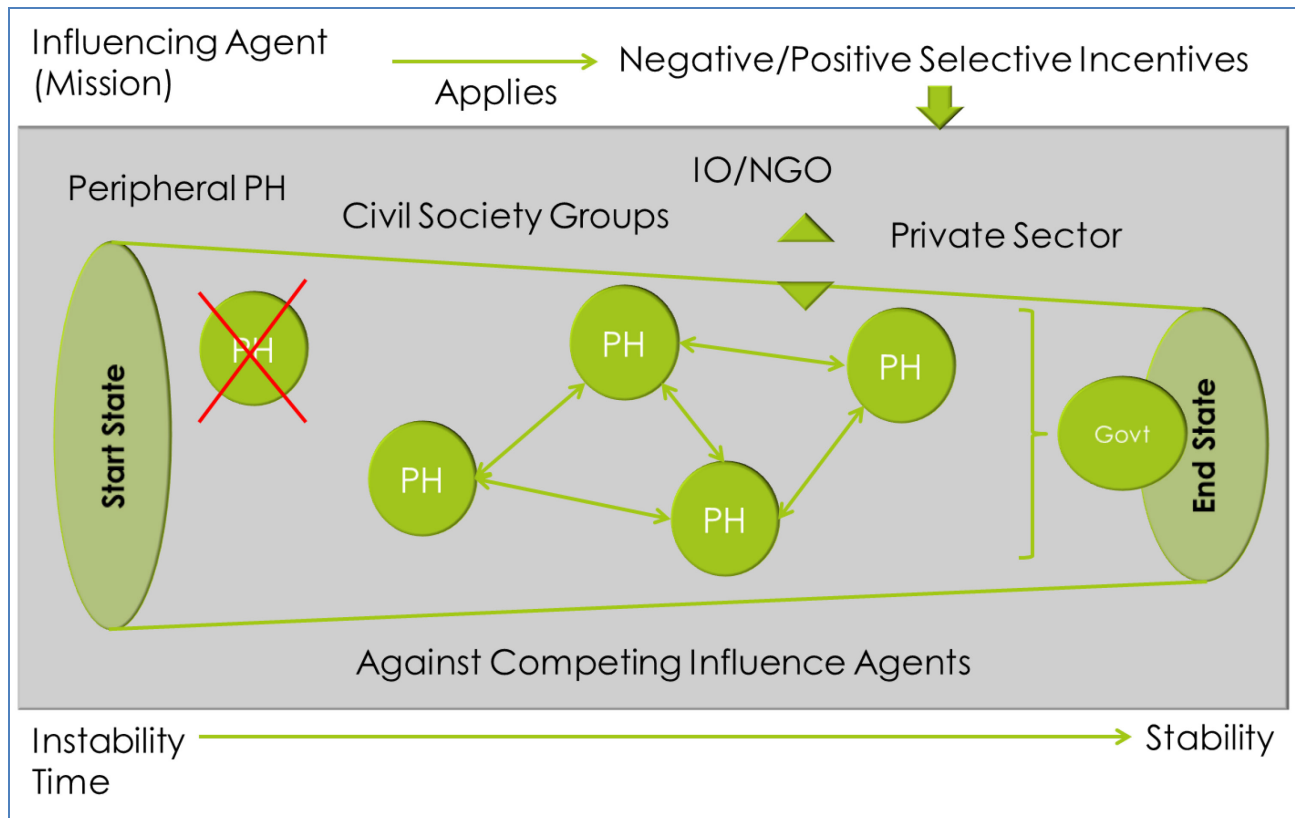 Influencing Agent
(Mission)
Applies
Negative/Positive Selective Incentives
IO/NGO
Peripheral PH
Civil Society Groups
Private Sector
PH
PH
PH
PH
PH
Govt
Start State
End State
Against Competing Influence Agents
Instability
Stability
Time